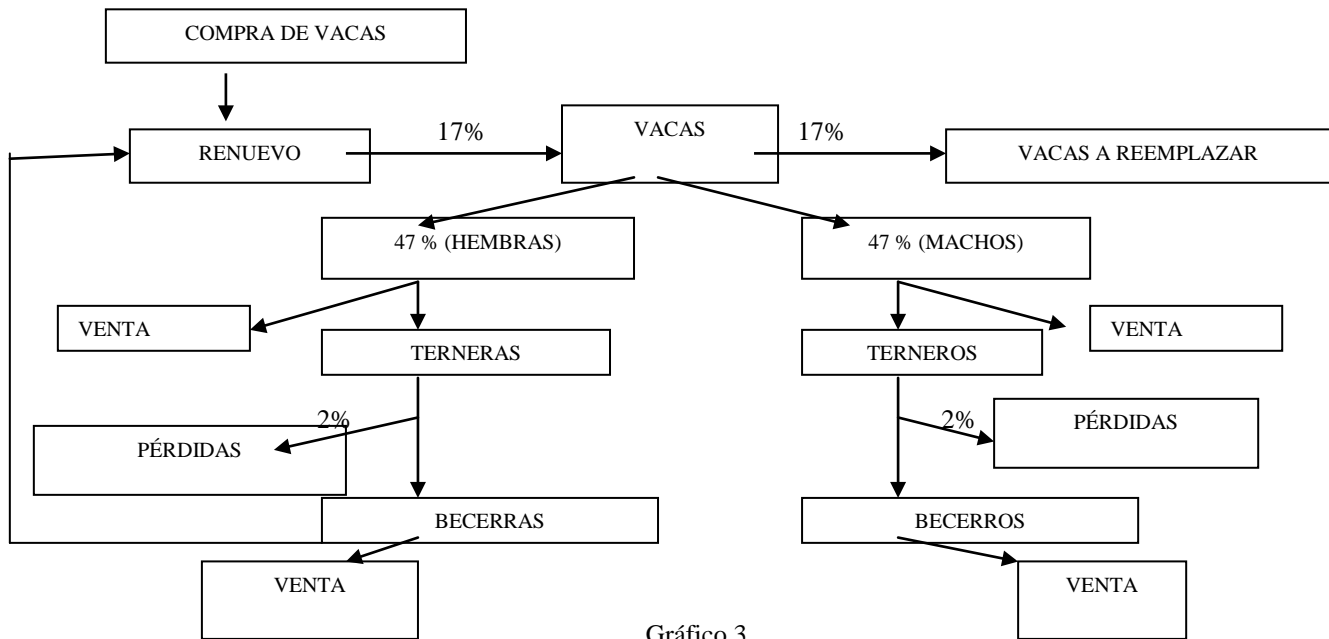 COMPRA DE VACAS
17%
VACAS
17%
RENUEVO
VACAS A REEMPLAZAR
47 % (HEMBRAS)
47 % (MACHOS)
VENTA
VENTA
TERNERAS
TERNEROS
2%
PÉRDIDAS
2%
PÉRDIDAS
BECERRAS
BECERROS
VENTA
VENTA
Gráfico 3